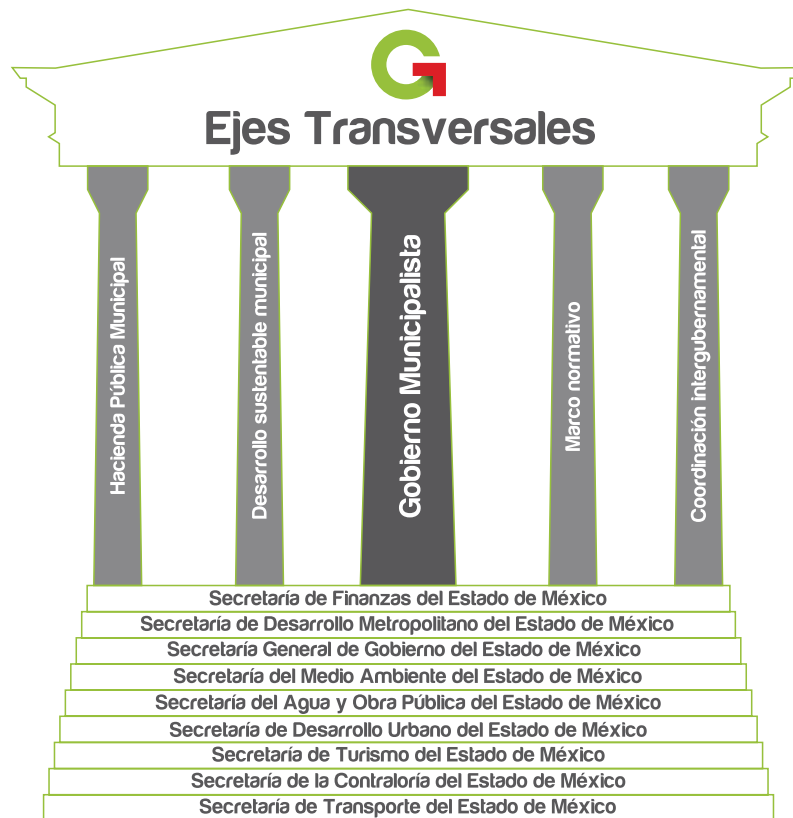 Ejes Transversales
Hacienda Pública Municipal
Desarrollo sustentable municipal
Gobierno Municipalista
Marco normativo
Coordinación intergubernamental
Secretaría de Finanzas del Estado de México
Secretaría de Desarrollo Metropolitano del Estado de México
Secretaría General de Gobierno del Estado de México
Secretaría del Medio Ambiente del Estado de México
Secretaría del Agua y Obra Pública del Estado de México
Secretaría de Desarrollo Urbano del Estado de México
Secretaría de Turismo del Estado de México
Secretaría de la Contraloría del Estado de México
Secretaría de Transporte del Estado de México